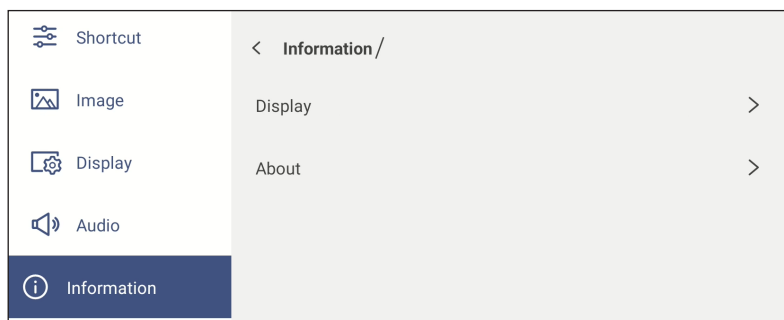 Shortcut
Image
Display
Audio
Information
Information/
Display
About